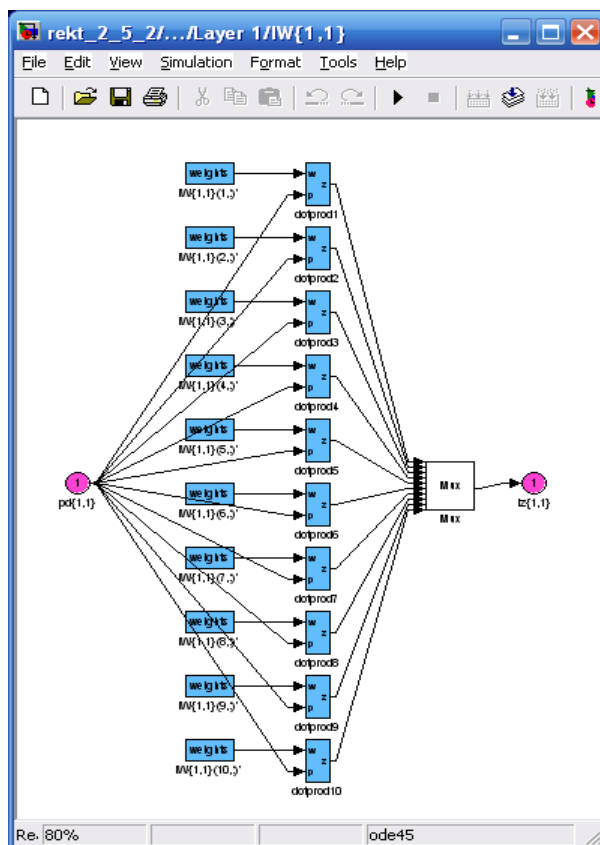 rekt_2_5_2/.../Layer 1/IW{1,1}
File Edit View Simulation Format Tools Help
weights
w
p
z
IW{1,1}(1,:)'
dotprod1
weights
w
p
z
IW{1,1}(2,:)'
dotprod2
weights
w
p
z
IW{1,1}(3,:)'
dotprod3
weights
w
p
z
IW{1,1}(4,:)'
dotprod4
weights
w
p
z
IW{1,1}(5,:)'
dotprod5
1
pd{1,1}
Mux
Mux
1
iz{1,1}
weights
w
p
z
IW{1,1}(6,:)'
dotprod6
weights
w
p
z
IW{1,1}(7,:)'
dotprod7
weights
w
p
z
IW{1,1}(8,:)'
dotprod8
weights
w
p
z
IW{1,1}(9,:)'
dotprod9
weights
w
p
z
IW{1,1}(10,:)'
dotprod10
Re. 80% ode45